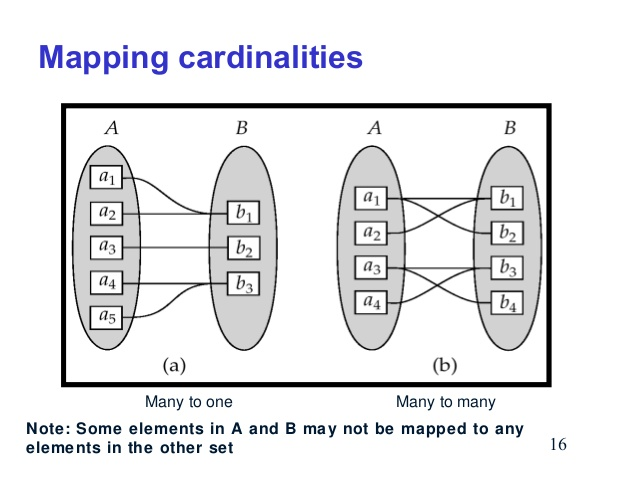 Mapping cardinalities
A B A B
a1
a2
a3
a4
a5
b1
b2
b3
a1
a2
a3
a4
b1
b2
b3
b4
(a) (b)
Many to one Many to many
Note: Some elements in A and B may not be mapped to any
elements in the other set
16